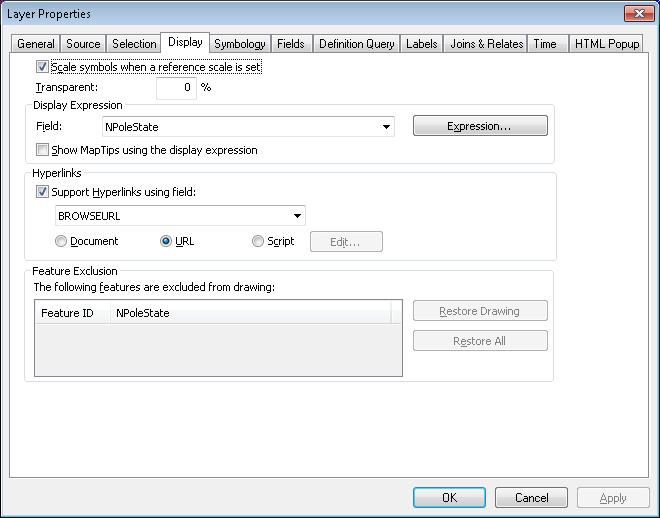 Layer Properties
General Source Selection Display Symbology Fields Definition Query Labels Joins & Relates Time HTML Popup
Scale symbols when a reference scale is set
Transparent: 0 %
Display Expression
Field: NPoleState Expression...
Show MapTips using the display expression
Hyperlinks
Support Hyperlinks using field:
BROWSEURL
Document URL Script Edit...
Feature Exclusion
The following features are excluded from drawing:
Feature ID NPoleState
Restore Drawing
Restore All
OK Cancel Apply